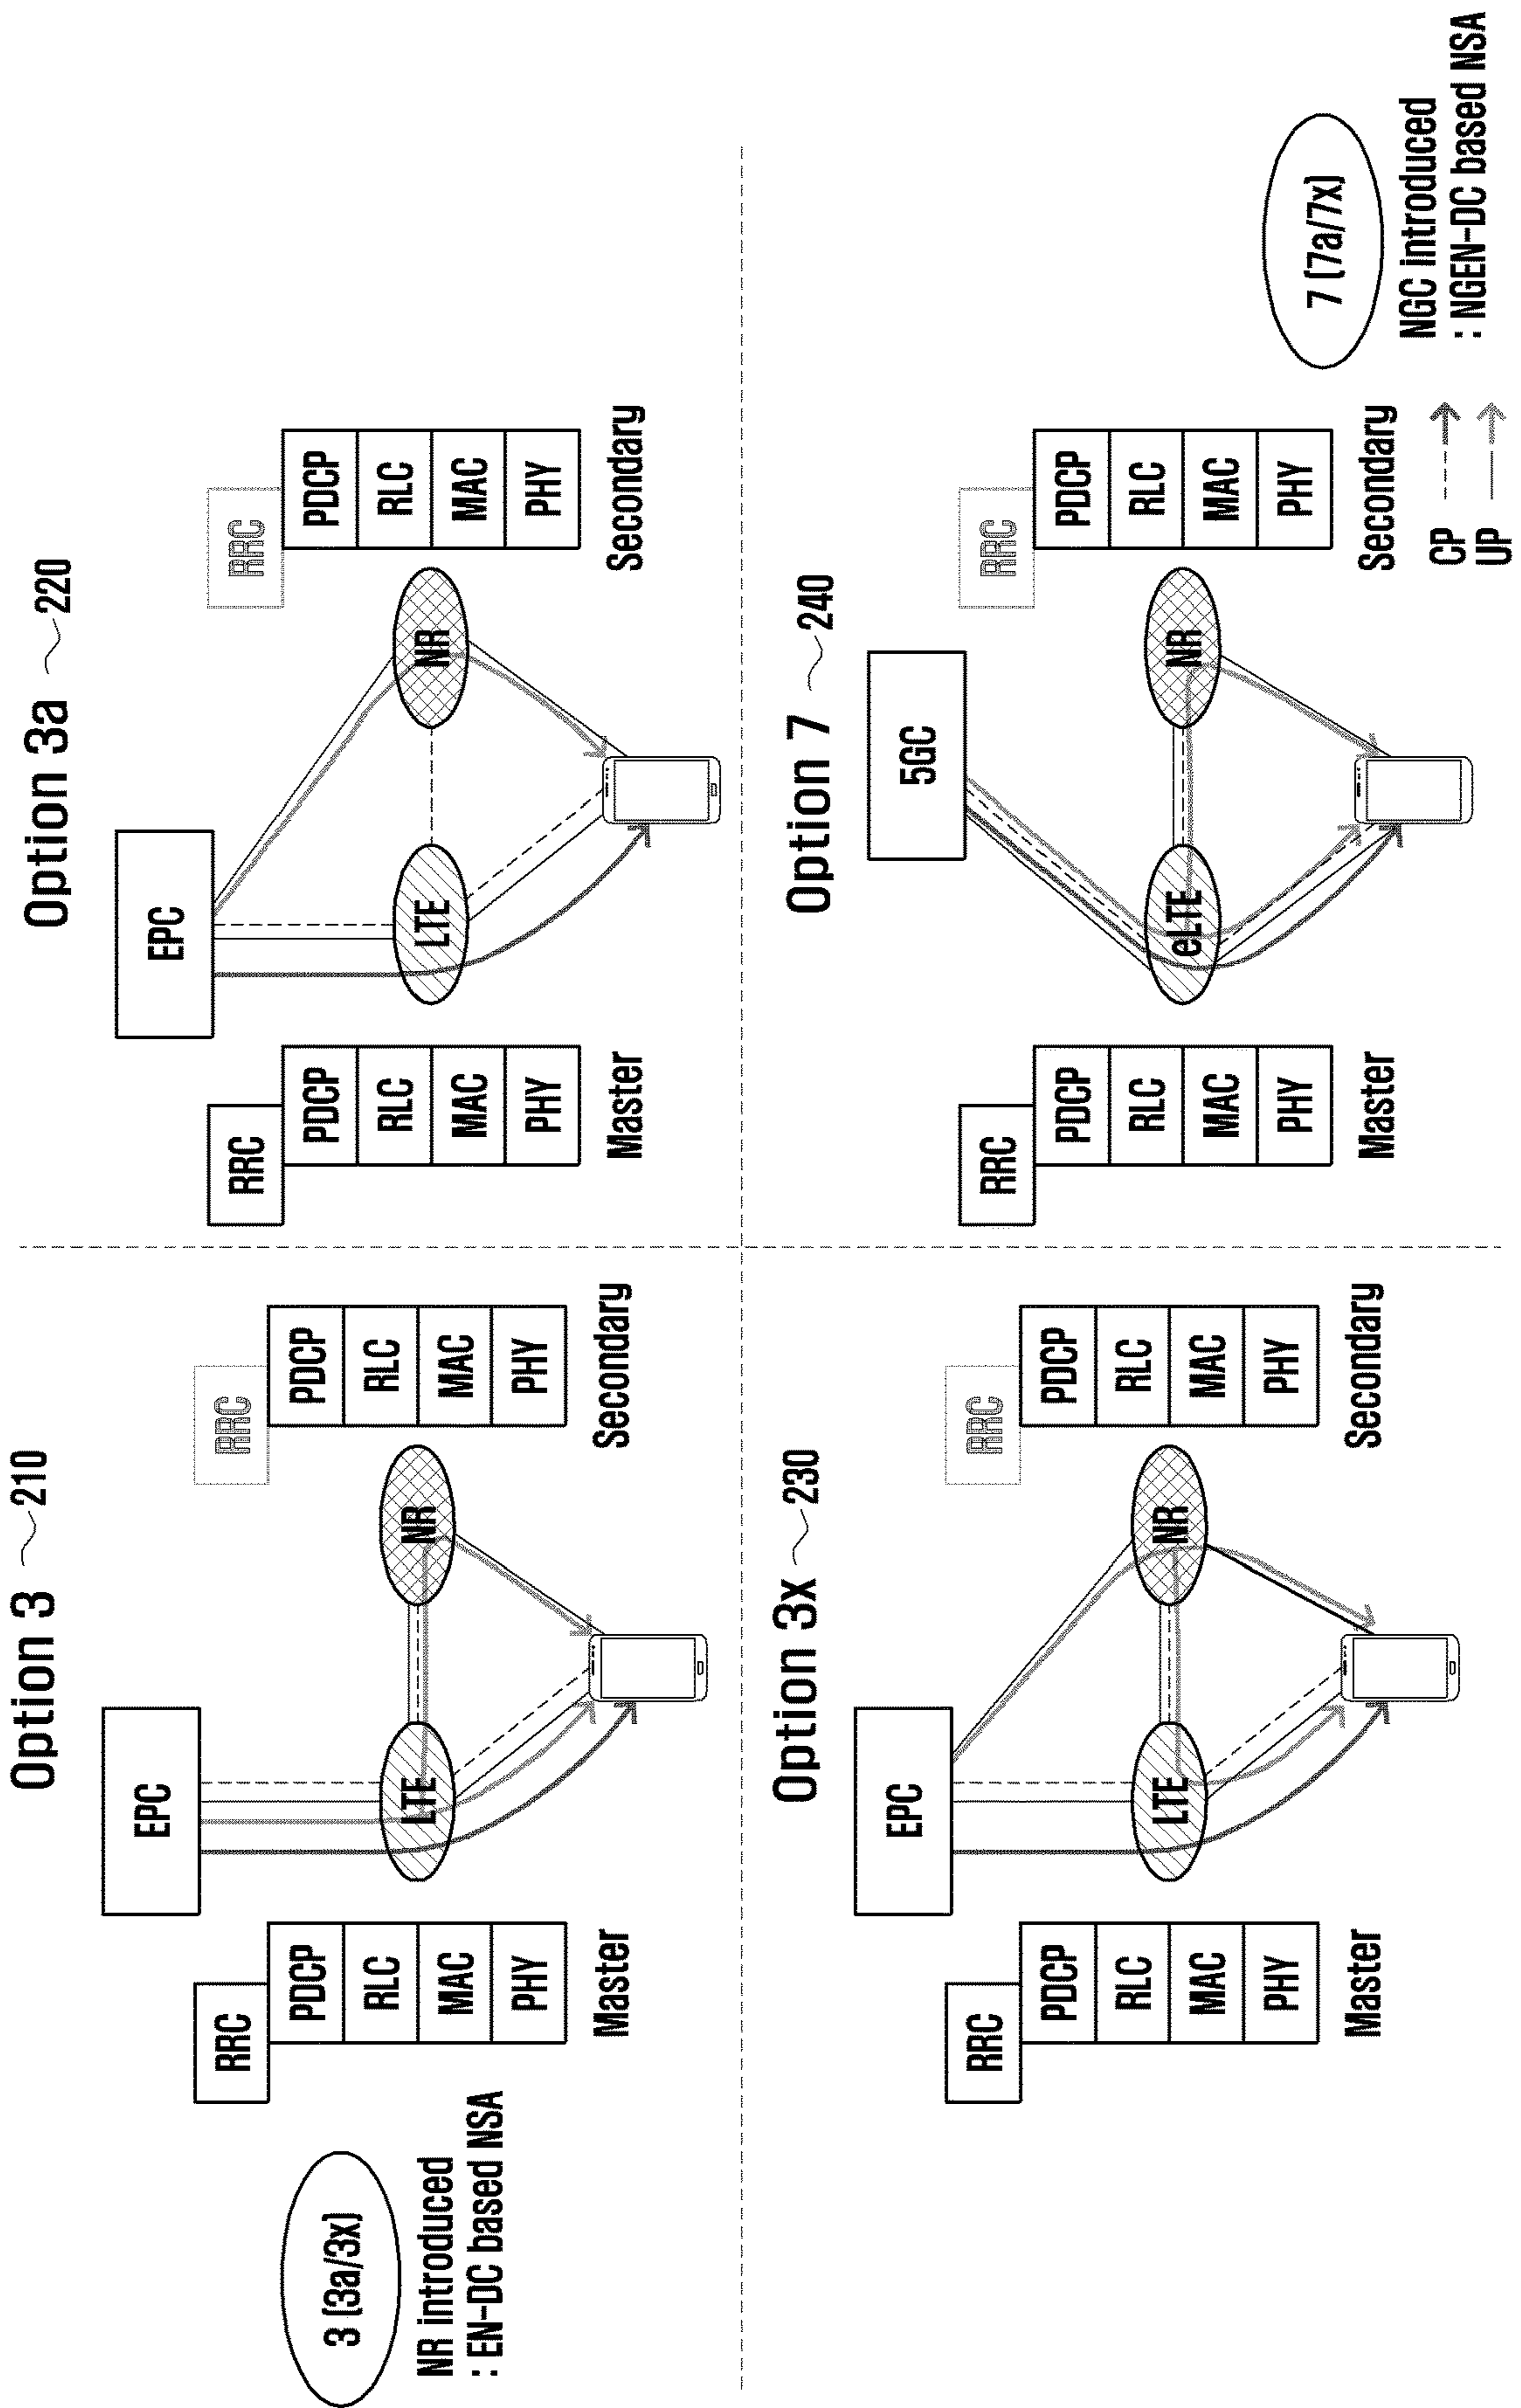 3 (3a/3x)
NR introduced
: EN-DC based NSA
Option 3 210
EPC
RRC
PDCP
RLC
MAC
PHY
Master
LTE
NR
RRC
PDCP
RLC
MAC
PHY
Secondary
Option 3a 220
EPC
RRC
PDCP
RLC
MAC
PHY
Master
LTE
NR
RRC
PDCP
RLC
MAC
PHY
Secondary
Option 3x 230
EPC
RRC
PDCP
RLC
MAC
PHY
Master
LTE
NR
RRC
PDCP
RLC
MAC
PHY
Secondary
Option 7 240
5GC
RRC
PDCP
RLC
MAC
PHY
Master
eLTE
NR
RRC
PDCP
RLC
MAC
PHY
Secondary
CP
UP
7 (7a/7x)
NGC introduced
: NGEN-DC based NSA